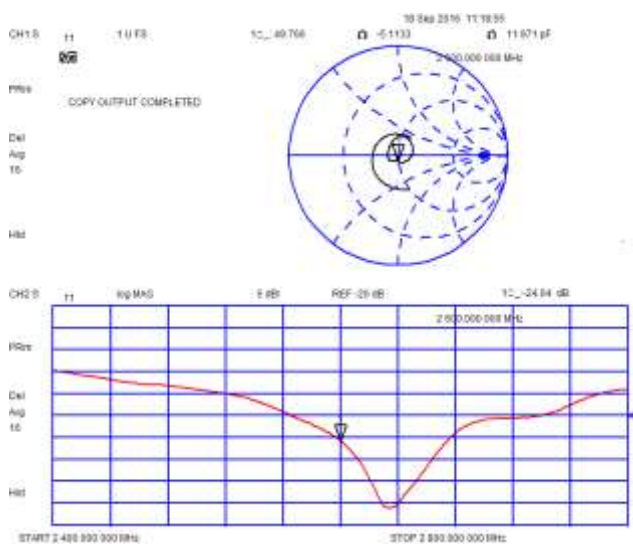 18 Sep 2016 11:18:55
CH1 S 11 1 U FS 1: 49.766 Ω -5.1133 Ω 11.971 pF
2 600.000 000 MHz
PRm
COPY OUTPUT COMPLETED
Del
Avg
16
Hld
CH2 S 11 log MAG 5 dB/ REF -20 dB 1: -24.84 dB
2 600.000 000 MHz
PRm
Del
Avg
16
Hld
START 2 400.000 000 MHz STOP 2 800.000 000 MHz